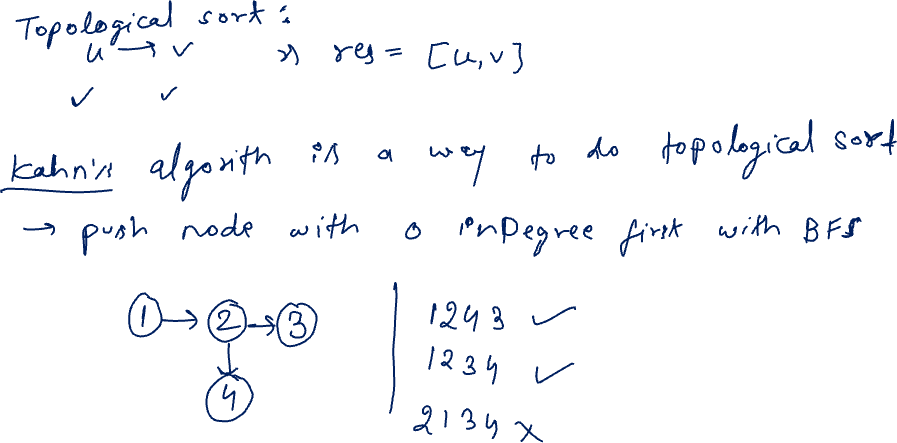 Topological sort :
u → v ⇒ res = [u,v]
✓ ✓
Kahn's algorith is a way to do topological sort
→ push node with 0 inDegree first with BFS
1 → 2 → 3
4
1243 ✓
1234 ✓
2134 x